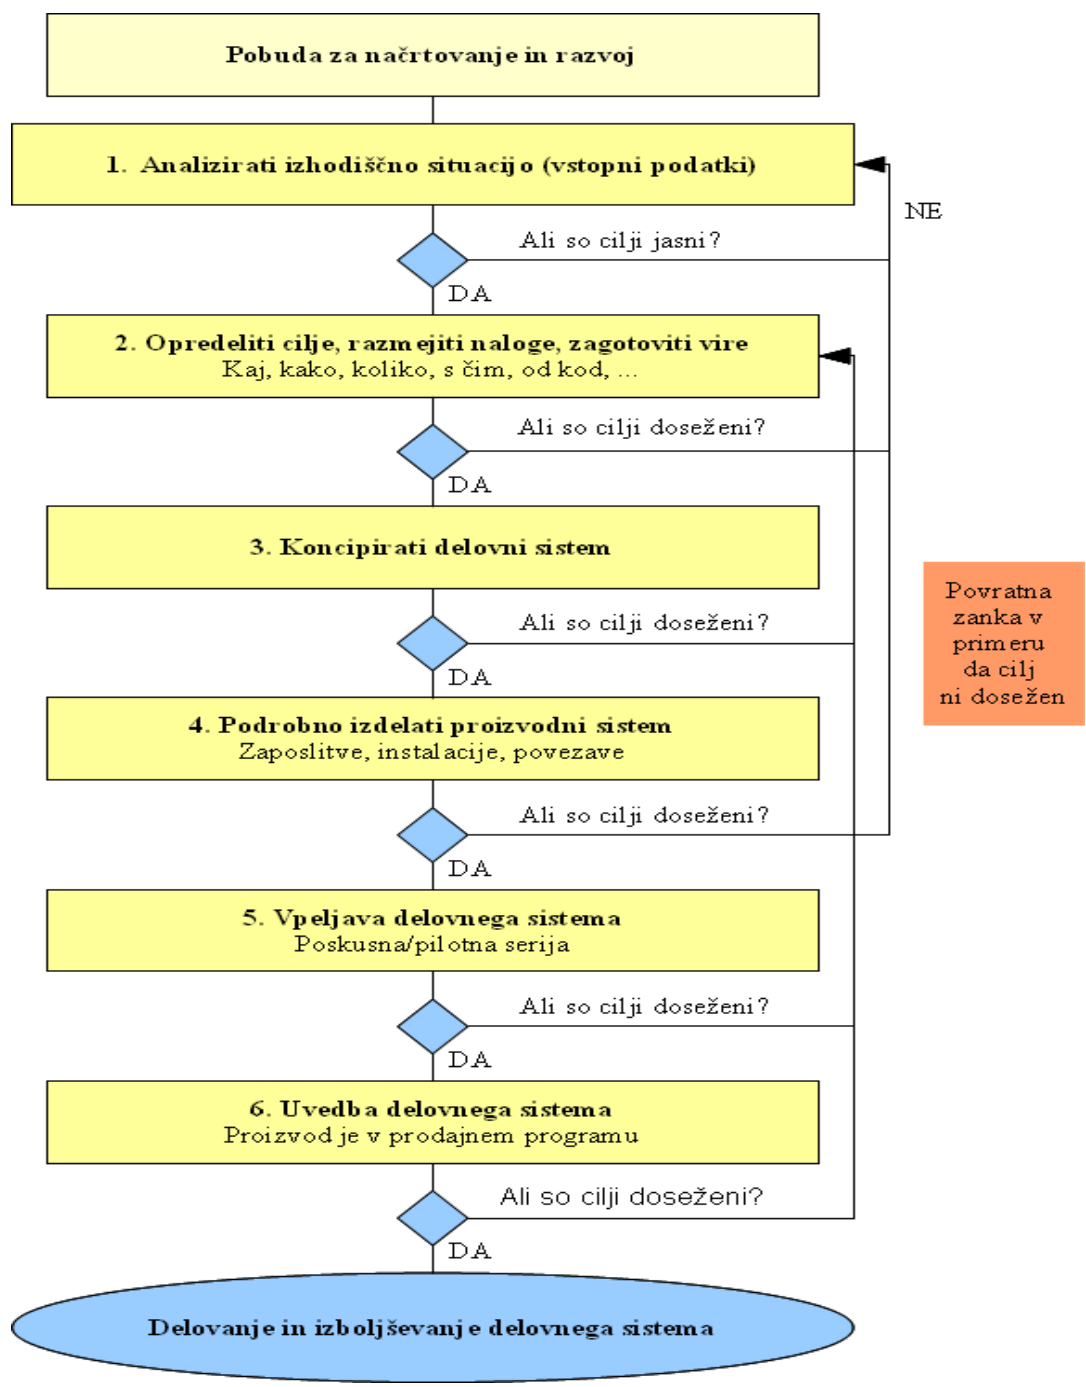 Pobuda za načrtovanje in razvoj
1. Analizirati izhodiščno situacijo (vstopni podatki)
NE
Ali so cilji jasni?
DA
2. Opredeliti cilje, razmejiti naloge, zagotoviti vire
Kaj, kako, koliko, s čim, od kod, ...
Ali so cilji doseženi?
DA
3. Koncipirati delovni sistem
Povratna
zanka v
primeru
da cilj
ni dosežen
Ali so cilji doseženi?
DA
4. Podrobno izdelati proizvodni sistem
Zaposlitve, instalacije, povezave
Ali so cilji doseženi?
DA
5. Vpeljava delovnega sistema
Poskusna/pilotna serija
Ali so cilji doseženi?
DA
6. Uvedba delovnega sistema
Proizvod je v prodajnem programu
Ali so cilji doseženi?
DA
Delovanje in izboljševanje delovnega sistema